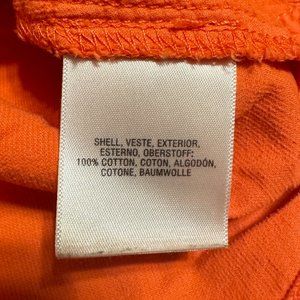 SHELL, VESTE, EXTERIOR,
ESTERNO, OBERSTOFF:
100% COTTON, COTON, ALGODÓN,
COTONE, BAUMWOLLE